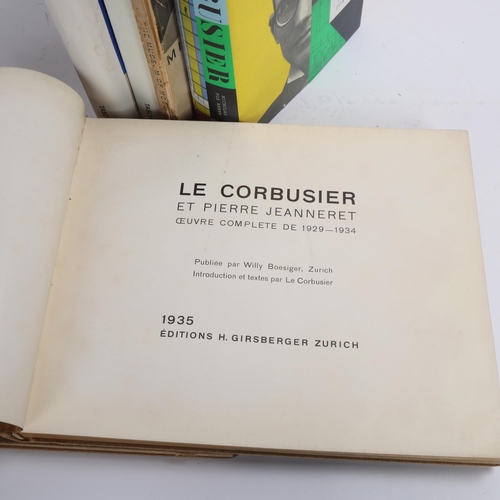 BUSIER
M
LE CORBUSIER
ET PIERRE JEANNERET
ŒUVRE COMPLETE DE 1929—1934
Publiée par Willy Boesiger, Zurich
Introduction et textes par Le Corbusier
1935
ÉDITIONS H. GIRSBERGER ZURICH